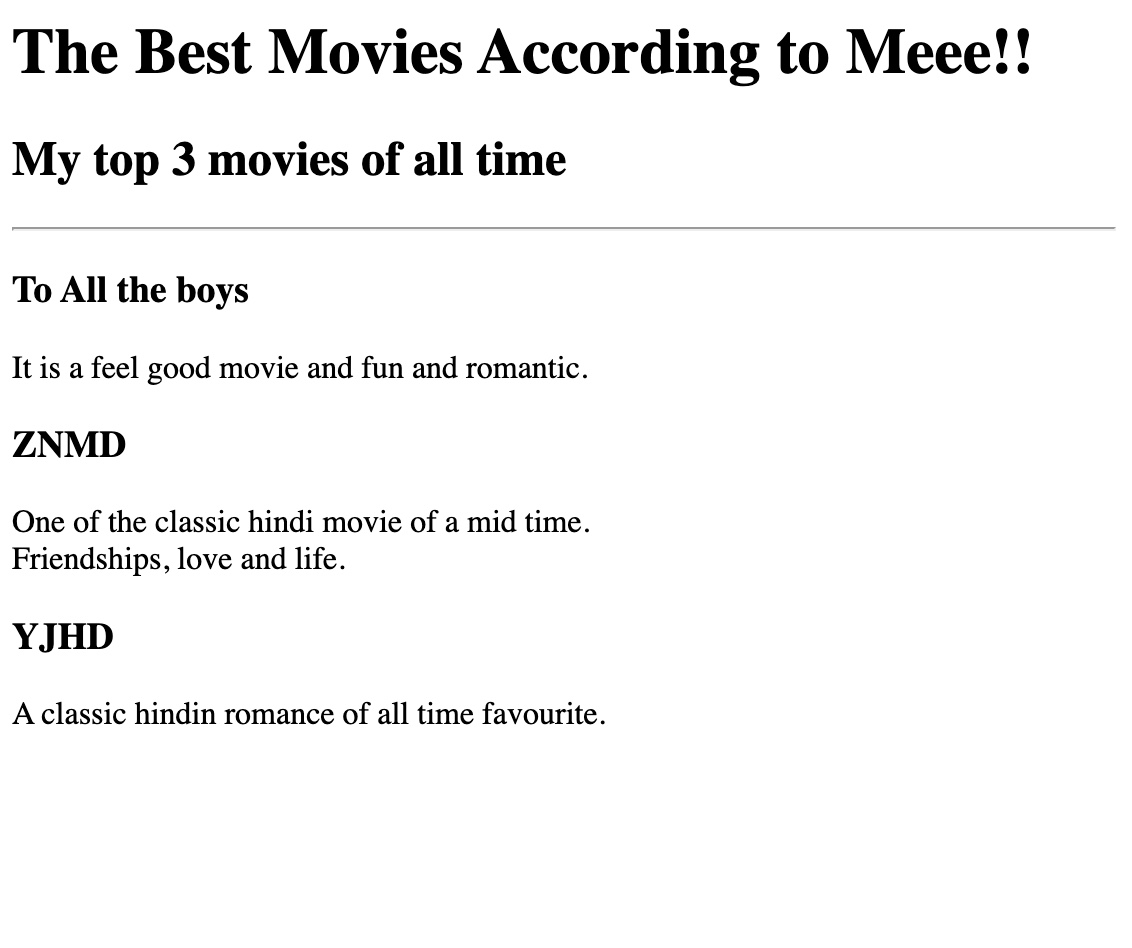 The Best Movies According to Meee!!
My top 3 movies of all time
To All the boys
It is a feel good movie and fun and romantic.
ZNMD
One of the classic hindi movie of a mid time.
Friendships, love and life.
YJHD
A classic hindin romance of all time favourite.